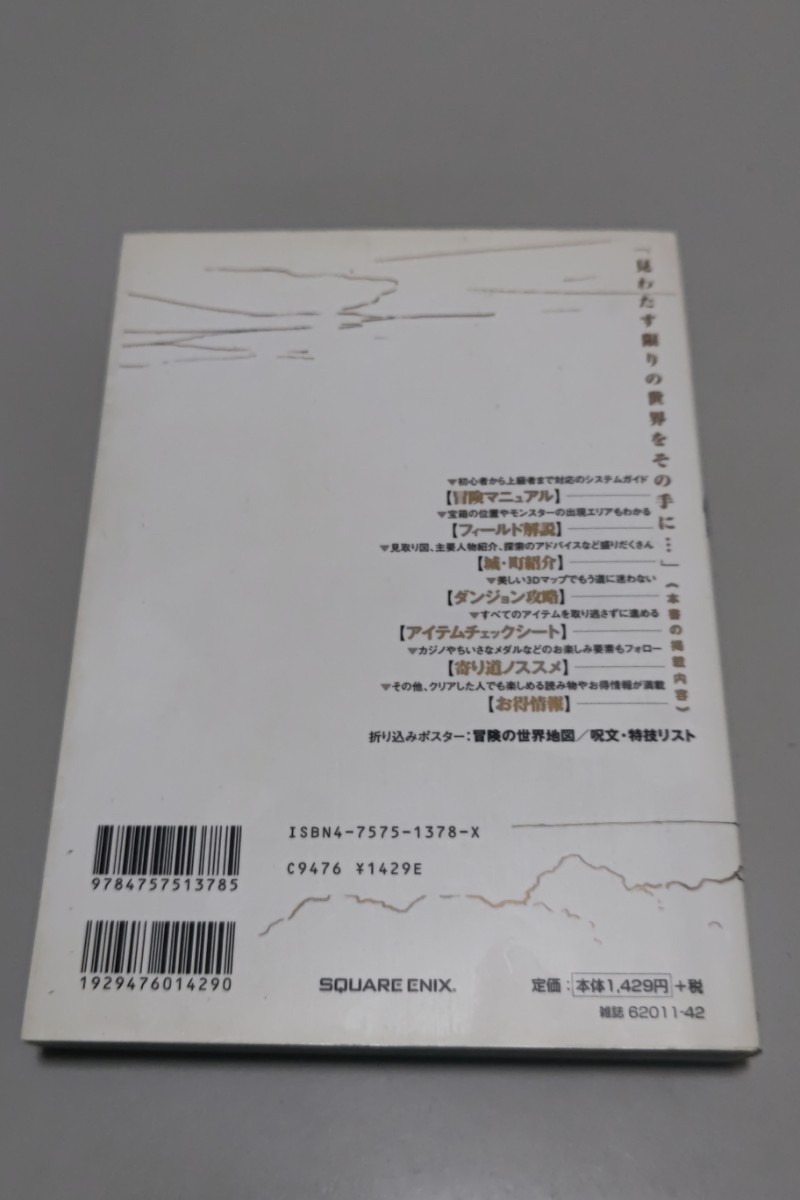 「見わたす限りの世界をその手に…」
《本書の掲載内容》
▼初心者から上級者まで対応のシステムガイド
【冒険マニュアル】
▼宝箱の位置やモンスターの出現エリアもわかる
【フィールド解説】
▼見取り図、主要人物紹介、探索のアドバイスなど盛りだくさん
【城・町紹介】
▼美しい3Dマップでもう道に迷わない
【ダンジョン攻略】
▼すべてのアイテムを取り逃さずに進める
【アイテムチェックシート】
▼カジノやちいさなメダルなどのお楽しみ要素もフォロー
【寄り道ノススメ】
▼その他、クリアした人でも楽しめる読み物やお得情報が満載
【お得情報】
折り込みポスター：冒険の世界地図／呪文・特技リスト
ISBN4-7575-1378-X
C9476 ¥1429E
9784757513785
1929476014290
SQUARE ENIX.
定価：本体1,429円+税
雑誌 62011-42